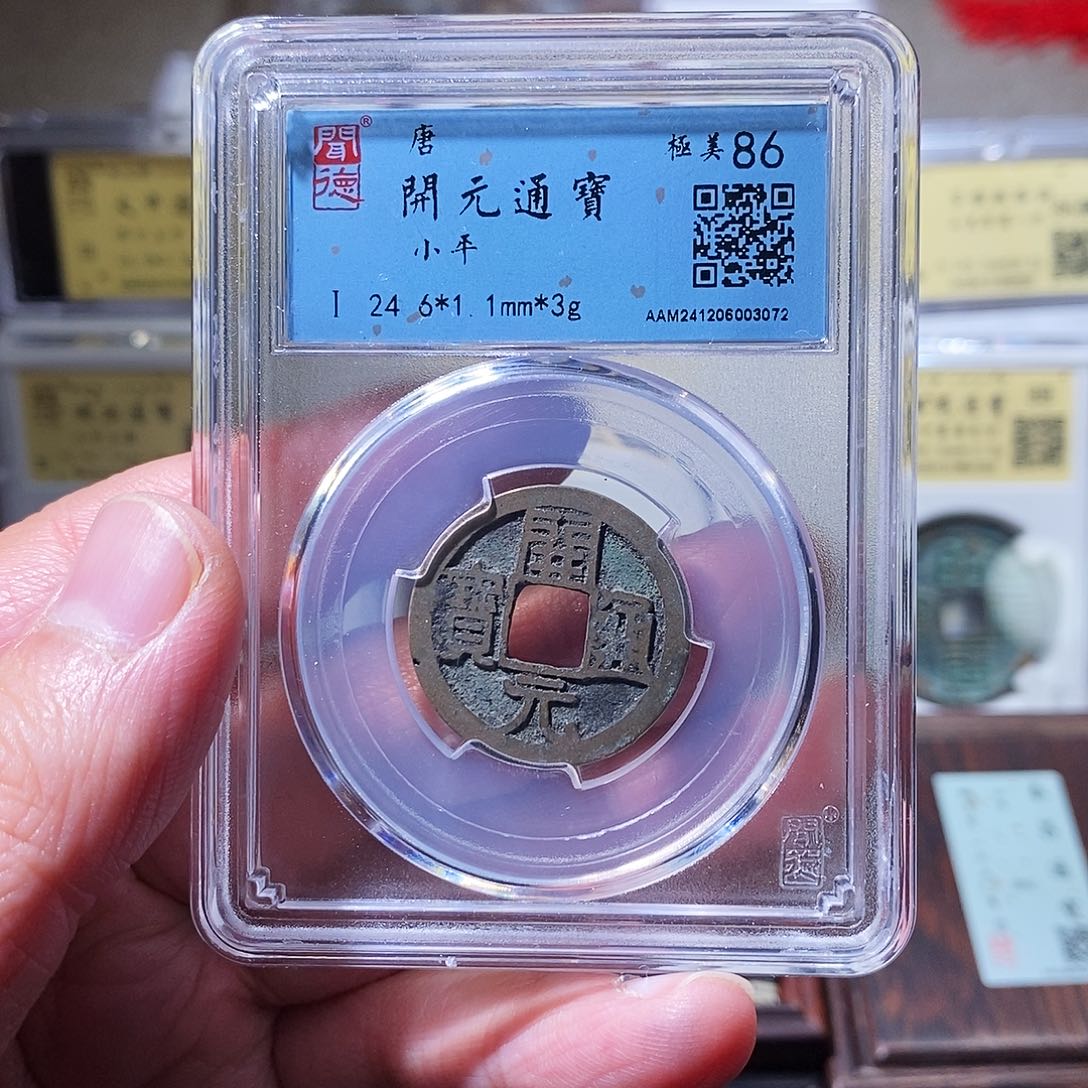 聞德®
唐
極美86
開元通寶
小平
I 24.6*1.1mm*3g
AAM241206003072
開
寶 通
元
聞德